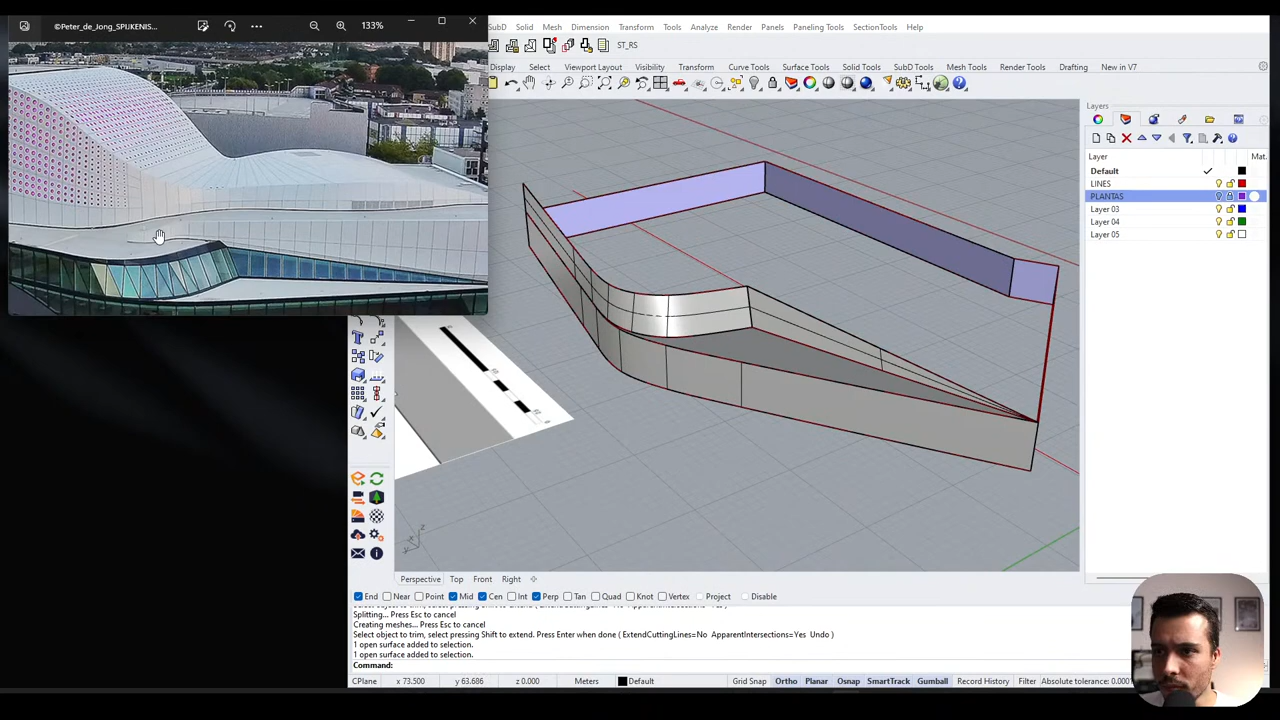 ©Peter_de_Jong_SPIJKENIS...
133%
SubD Solid Mesh Dimension Transform Tools Analyze Render Panels Paneling Tools SectionTools Help
ST_RS
Display Select Viewport Layout Visibility Transform Curve Tools Surface Tools Solid Tools SubD Tools Mesh Tools Render Tools Drafting New in V7
Layers
Layer Mat.
Default
LINES
PLANTAS
Layer 03
Layer 04
Layer 05
Perspective Top Front Right
End Near Point Mid Cen Int Perp Tan Quad Knot Vertex Project Disable
Splitting... Press Esc to cancel
Creating meshes... Press Esc to cancel
Select object to trim, select pressing Shift to extend. Press Enter when done ( ExtendCuttingLines=No ApparentIntersections=Yes Undo )
1 open surface added to selection.
1 open surface added to selection.
Command:
CPlane x 73.500 y 63.686 z 0.000 Meters Default Grid Snap Ortho Planar Osnap SmartTrack Gumball Record History Filter Absolute tolerance: 0.0001